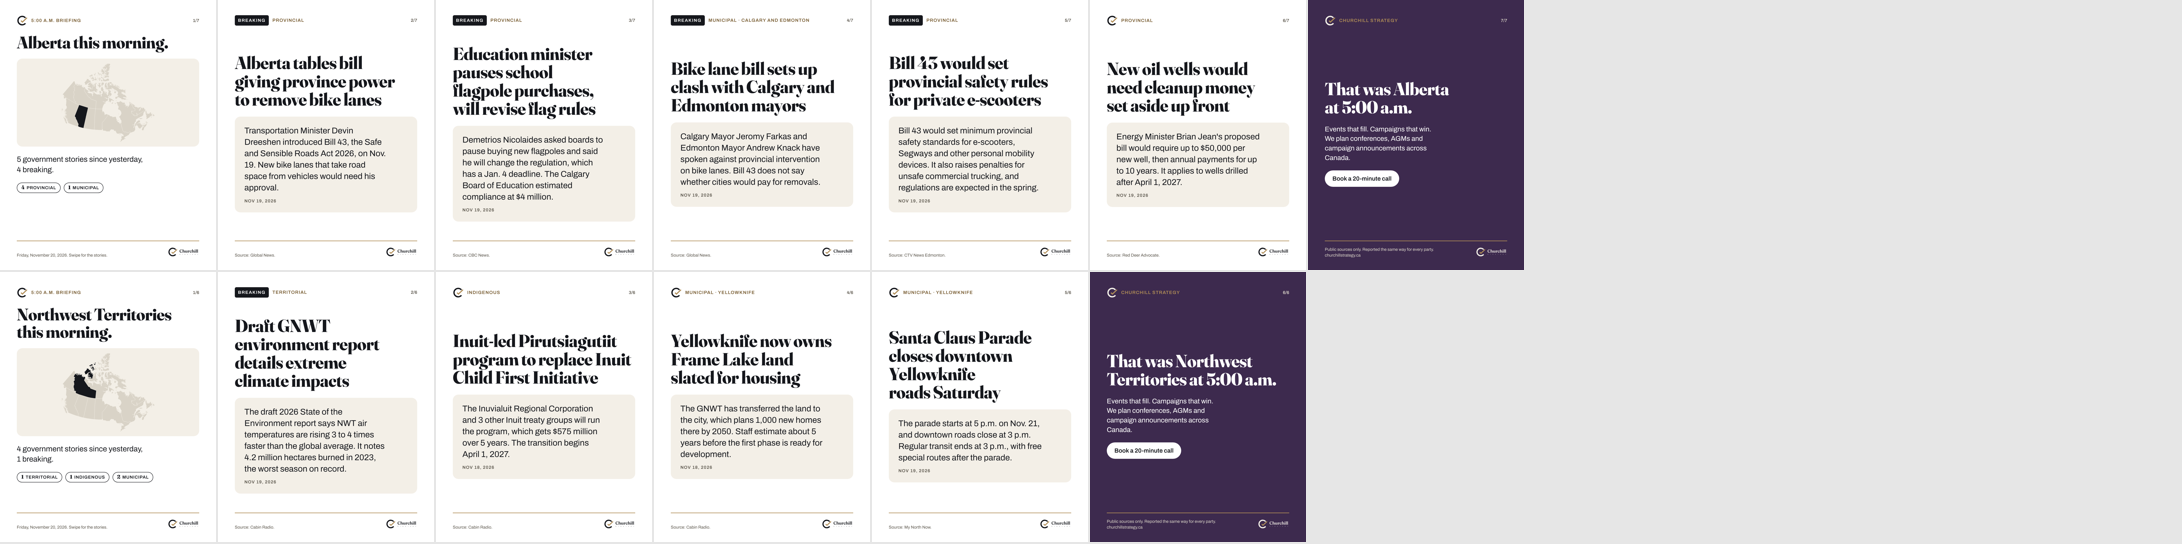 5:00 A.M. BRIEFING
1/7
Alberta this morning.
5 government stories since yesterday,
4 breaking.
4 PROVINCIAL
1 MUNICIPAL
Friday, November 20, 2026. Swipe for the stories.
Churchill
BREAKING PROVINCIAL
2/7
Alberta tables bill
giving province power
to remove bike lanes
Transportation Minister Devin
Dreeshen introduced Bill 43, the Safe
and Sensible Roads Act 2026, on Nov.
19. New bike lanes that take road
space from vehicles would need his
approval.
NOV 19, 2026
Source: Global News.
Churchill
BREAKING PROVINCIAL
3/7
Education minister
pauses school
flagpole purchases,
will revise flag rules
Demetrios Nicolaides asked boards to
pause buying new flagpoles and said
he will change the regulation, which
has a Jan. 4 deadline. The Calgary
Board of Education estimated
compliance at $4 million.
NOV 19, 2026
Source: CBC News.
Churchill
BREAKING MUNICIPAL · CALGARY AND EDMONTON
4/7
Bike lane bill sets up
clash with Calgary and
Edmonton mayors
Calgary Mayor Jeromy Farkas and
Edmonton Mayor Andrew Knack have
spoken against provincial intervention
on bike lanes. Bill 43 does not say
whether cities would pay for removals.
NOV 19, 2026
Source: Global News.
Churchill
BREAKING PROVINCIAL
5/7
Bill 43 would set
provincial safety rules
for private e-scooters
Bill 43 would set minimum provincial
safety standards for e-scooters,
Segways and other personal mobility
devices. It also raises penalties for
unsafe commercial trucking, and
regulations are expected in the spring.
NOV 19, 2026
Source: CTV News Edmonton.
Churchill
PROVINCIAL
6/7
New oil wells would
need cleanup money
set aside up front
Energy Minister Brian Jean's proposed
bill would require up to $50,000 per
new well, then annual payments for up
to 10 years. It applies to wells drilled
after April 1, 2027.
NOV 19, 2026
Source: Red Deer Advocate.
Churchill
CHURCHILL STRATEGY
7/7
That was Alberta
at 5:00 a.m.
Events that fill. Campaigns that win.
We plan conferences, AGMs and
campaign announcements across
Canada.
Book a 20-minute call
Public sources only. Reported the same way for every party.
churchillstrategy.ca
Churchill
5:00 A.M. BRIEFING
1/6
Northwest Territories
this morning.
4 government stories since yesterday,
1 breaking.
1 TERRITORIAL
1 INDIGENOUS
2 MUNICIPAL
Friday, November 20, 2026. Swipe for the stories.
Churchill
BREAKING TERRITORIAL
2/6
Draft GNWT
environment report
details extreme
climate impacts
The draft 2026 State of the
Environment report says NWT air
temperatures are rising 3 to 4 times
faster than the global average. It notes
4.2 million hectares burned in 2023,
the worst season on record.
NOV 19, 2026
Source: Cabin Radio.
Churchill
INDIGENOUS
3/6
Inuit-led Pirutsiagutiit
program to replace Inuit
Child First Initiative
The Inuvialuit Regional Corporation
and 3 other Inuit treaty groups will run
the program, which gets $575 million
over 5 years. The transition begins
April 1, 2027.
NOV 19, 2026
Source: Cabin Radio.
Churchill
MUNICIPAL · YELLOWKNIFE
4/6
Yellowknife now owns
Frame Lake land
slated for housing
The GNWT has transferred the land to
the city, which plans 1,000 new homes
there by 2050. Staff estimate about 5
years before the first phase is ready for
development.
NOV 19, 2026
Source: Cabin Radio.
Churchill
MUNICIPAL · YELLOWKNIFE
5/6
Santa Claus Parade
closes downtown
Yellowknife
roads Saturday
The parade starts at 5 p.m. on Nov. 21,
and downtown roads close at 3 p.m.
Regular transit ends at 3 p.m., with free
special routes after the parade.
NOV 19, 2026
Source: My North Now.
Churchill
CHURCHILL STRATEGY
6/6
That was Northwest
Territories at 5:00 a.m.
Events that fill. Campaigns that win.
We plan conferences, AGMs and
campaign announcements across
Canada.
Book a 20-minute call
Public sources only. Reported the same way for every party.
churchillstrategy.ca
Churchill